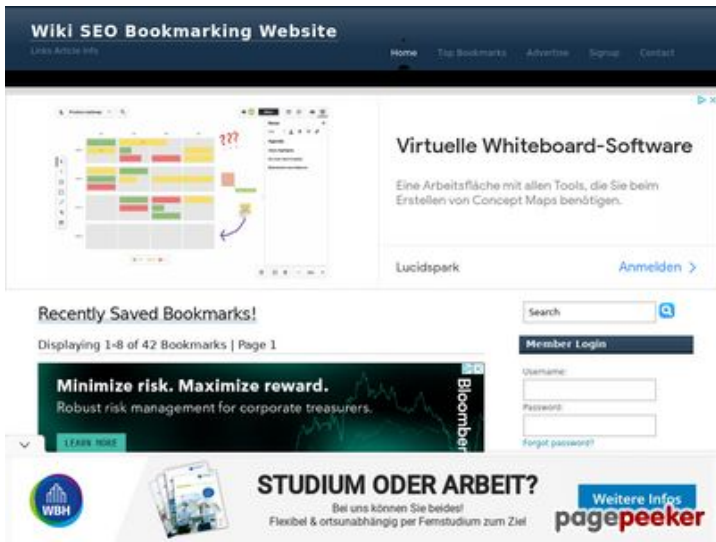 Wiki SEO Bookmarking Website
Links Article Info
Home Top Bookmarks Advertise Signup Contact
Product roadmap
???
Virtuelle Whiteboard-Software
Eine Arbeitsfläche mit allen Tools, die Sie beim
Erstellen von Concept Maps benötigen.
Lucidspark Anmelden
Recently Saved Bookmarks!
Search
Displaying 1-8 of 42 Bookmarks | Page 1
Member Login
Username:
Minimize risk. Maximize reward.
Robust risk management for corporate treasurers.
Bloomber
Password:
LEARN MORE
Forgot password?
WBH
STUDIUM ODER ARBEIT?
Bei uns können Sie beides!
Flexibel & ortsunabhängig per Fernstudium zum Ziel
Weitere Infos
pagepeeker